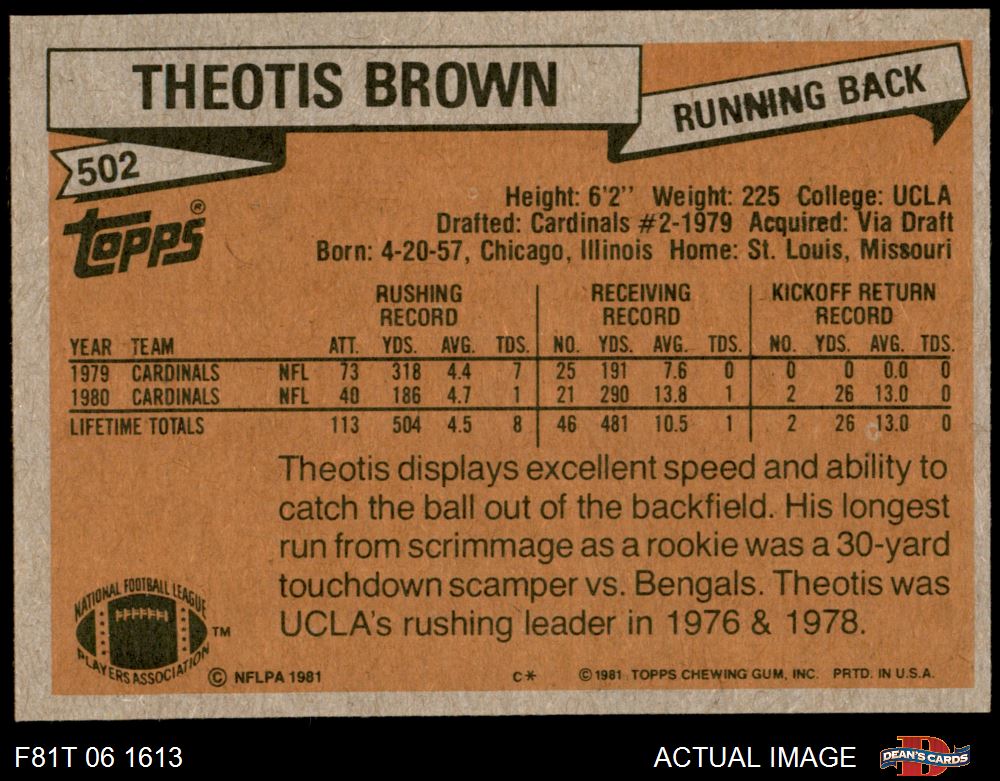 THEOTIS BROWN
RUNNING BACK
502
topps®
Height: 6'2'' Weight: 225 College: UCLA
Drafted: Cardinals #2-1979 Acquired: Via Draft
Born: 4-20-57, Chicago, Illinois Home: St. Louis, Missouri
RUSHING RECORD RECEIVING RECORD KICKOFF RETURN RECORD
YEAR TEAM ATT. YDS. AVG. TDS. NO. YDS. AVG. TDS. NO. YDS. AVG. TDS.
1979 CARDINALS NFL 73 318 4.4 7 25 191 7.6 0 0 0 0.0 0
1980 CARDINALS NFL 40 186 4.7 1 21 290 13.8 1 2 26 13.0 0
LIFETIME TOTALS 113 504 4.5 8 46 481 10.5 1 2 26 13.0 0
Theotis displays excellent speed and ability to
catch the ball out of the backfield. His longest
run from scrimmage as a rookie was a 30-yard
touchdown scamper vs. Bengals. Theotis was
UCLA's rushing leader in 1976 & 1978.
NATIONAL FOOTBALL LEAGUE
PLAYERS ASSOCIATION
TM
© NFLPA 1981 C* ©1981 TOPPS CHEWING GUM, INC. PRTD. IN U.S.A.
F81T 06 1613 ACTUAL IMAGE DEAN'S CARDS